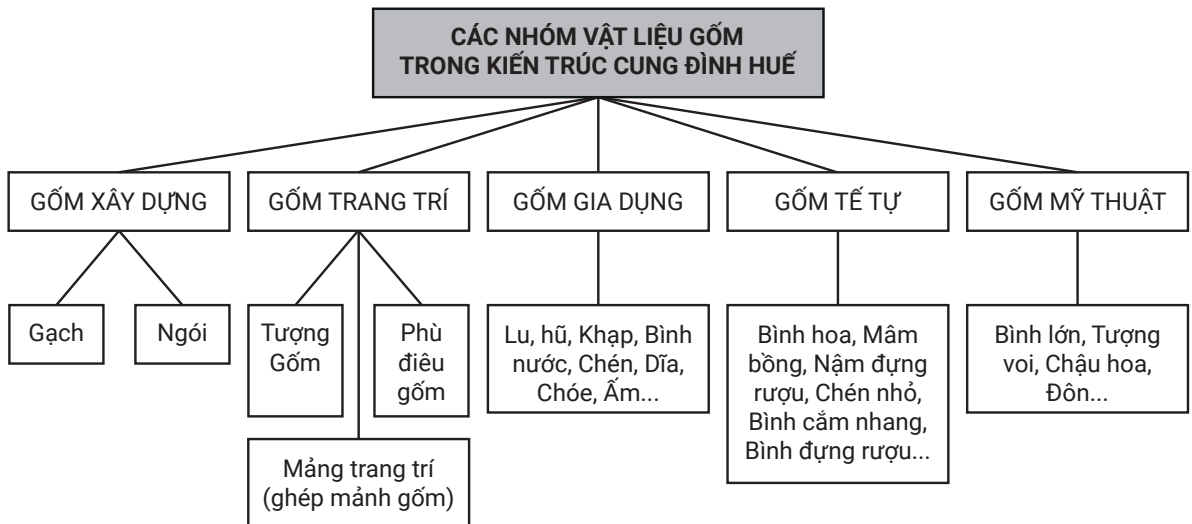 CÁC NHÓM VẬT LIỆU GỐM
TRONG KIẾN TRÚC CUNG ĐÌNH HUẾ
GỐM XÂY DỰNG
GỐM TRANG TRÍ
GỐM GIA DỤNG
GỐM TẾ TỰ
GỐM MỸ THUẬT
Gạch
Ngói
Tượng
Gốm
Phù
điêu
gốm
Mảng trang trí
(ghép mảnh gốm)
Lu, hũ, Khạp, Bình
nước, Chén, Dĩa,
Chóe, Ấm...
Bình hoa, Mâm
bồng, Nậm đựng
rượu, Chén nhỏ,
Bình cắm nhang,
Bình đựng rượu...
Bình lớn, Tượng
voi, Chậu hoa,
Đôn...